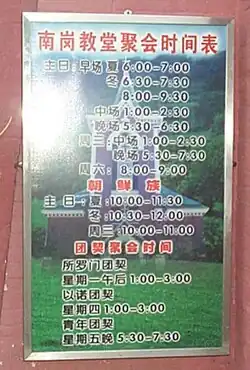 南岗教堂聚会时间表
主日:早场 夏 6:00-7:00
冬 6:30-7:30
8:00-9:30
中场 1:00-2:30
晚场 5:30-6:30
周三:中场 1:00-2:30
晚场 5:30-7:30
周六: 8:00-9:00
朝鲜族
主日:夏:10:00-11:30
冬:10:30-12:00
周三:10:00-11:00
团契聚会时间
所罗门团契
星期一午后 1:00-3:00
以诺团契
星期四 1:00-3:00
青年团契
星期五晚 5:30-7:30